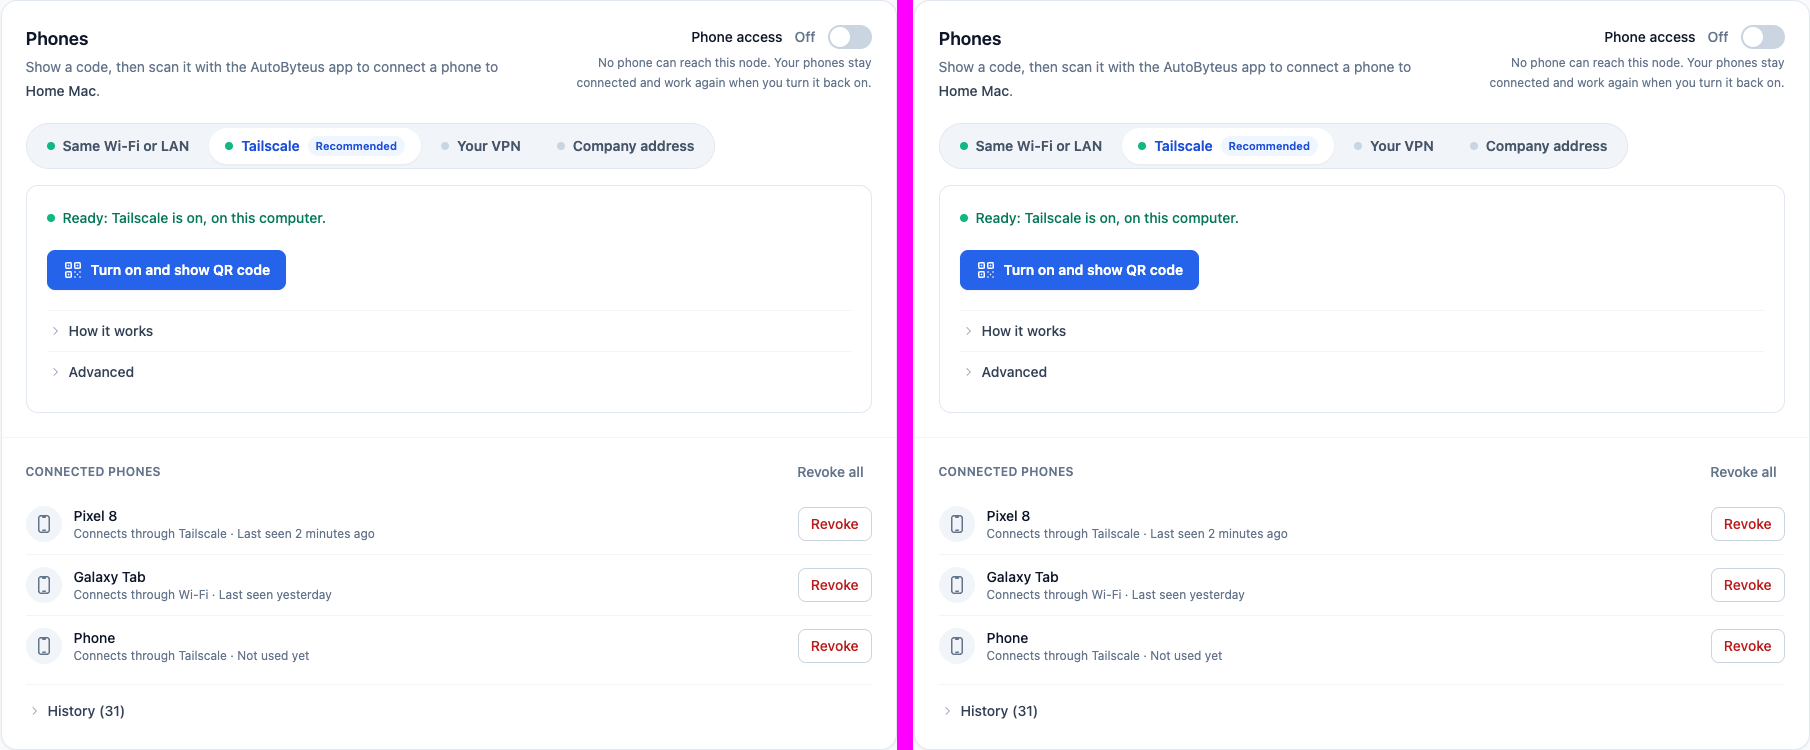 Phones
Phone access Off
Show a code, then scan it with the AutoByteus app to connect a phone to
Home Mac.
No phone can reach this node. Your phones stay
connected and work again when you turn it back on.
Same Wi-Fi or LAN
Tailscale Recommended
Your VPN
Company address
Ready: Tailscale is on, on this computer.
Turn on and show QR code
How it works
Advanced
CONNECTED PHONES
Revoke all
Pixel 8
Connects through Tailscale · Last seen 2 minutes ago
Revoke
Galaxy Tab
Connects through Wi-Fi · Last seen yesterday
Revoke
Phone
Connects through Tailscale · Not used yet
Revoke
History (31)
Phones
Phone access Off
Show a code, then scan it with the AutoByteus app to connect a phone to
Home Mac.
No phone can reach this node. Your phones stay
connected and work again when you turn it back on.
Same Wi-Fi or LAN
Tailscale Recommended
Your VPN
Company address
Ready: Tailscale is on, on this computer.
Turn on and show QR code
How it works
Advanced
CONNECTED PHONES
Revoke all
Pixel 8
Connects through Tailscale · Last seen 2 minutes ago
Revoke
Galaxy Tab
Connects through Wi-Fi · Last seen yesterday
Revoke
Phone
Connects through Tailscale · Not used yet
Revoke
History (31)